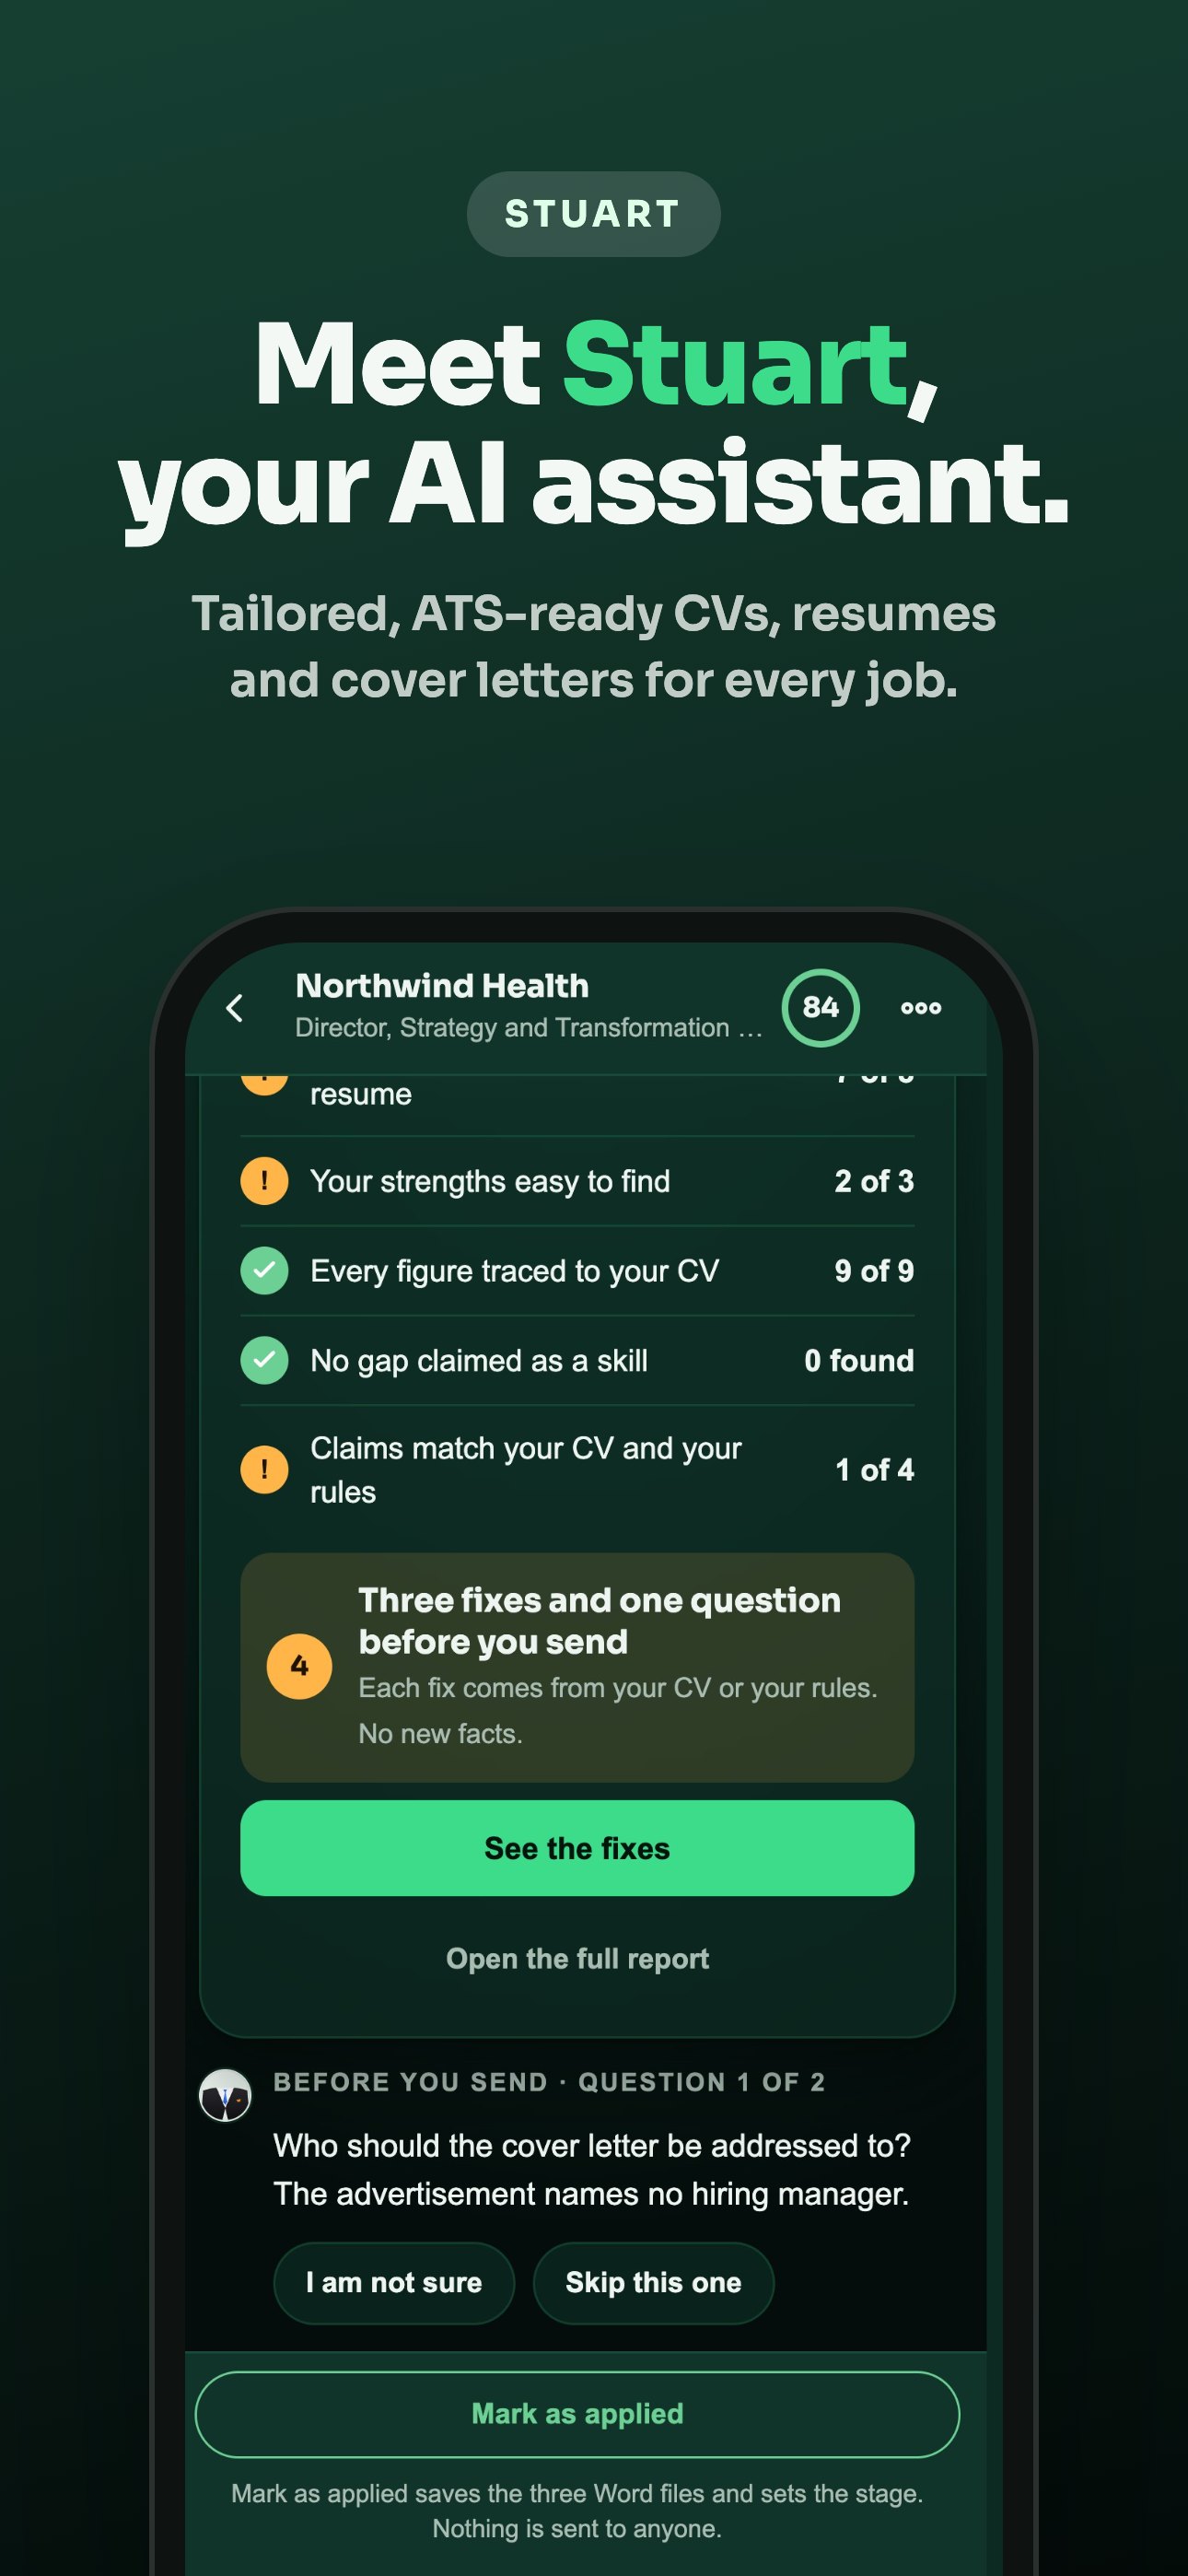 STUART
Meet Stuart,
your AI assistant.
Tailored, ATS-ready CVs, resumes
and cover letters for every job.
Northwind Health
84
Director, Strategy and Transformation ...
resume
! Your strengths easy to find 2 of 3
Every figure traced to your CV 9 of 9
No gap claimed as a skill 0 found
Claims match your CV and your
! 1 of 4
rules
Three fixes and one question
before you send
4
Each fix comes from your CV or your rules.
No new facts.
See the fixes
Open the full report
BEFORE YOU SEND · QUESTION 1 OF 2
Who should the cover letter be addressed to?
The advertisement names no hiring manager.
I am not sure Skip this one
Mark as applied
Mark as applied saves the three Word files and sets the stage.
Nothing is sent to anyone.